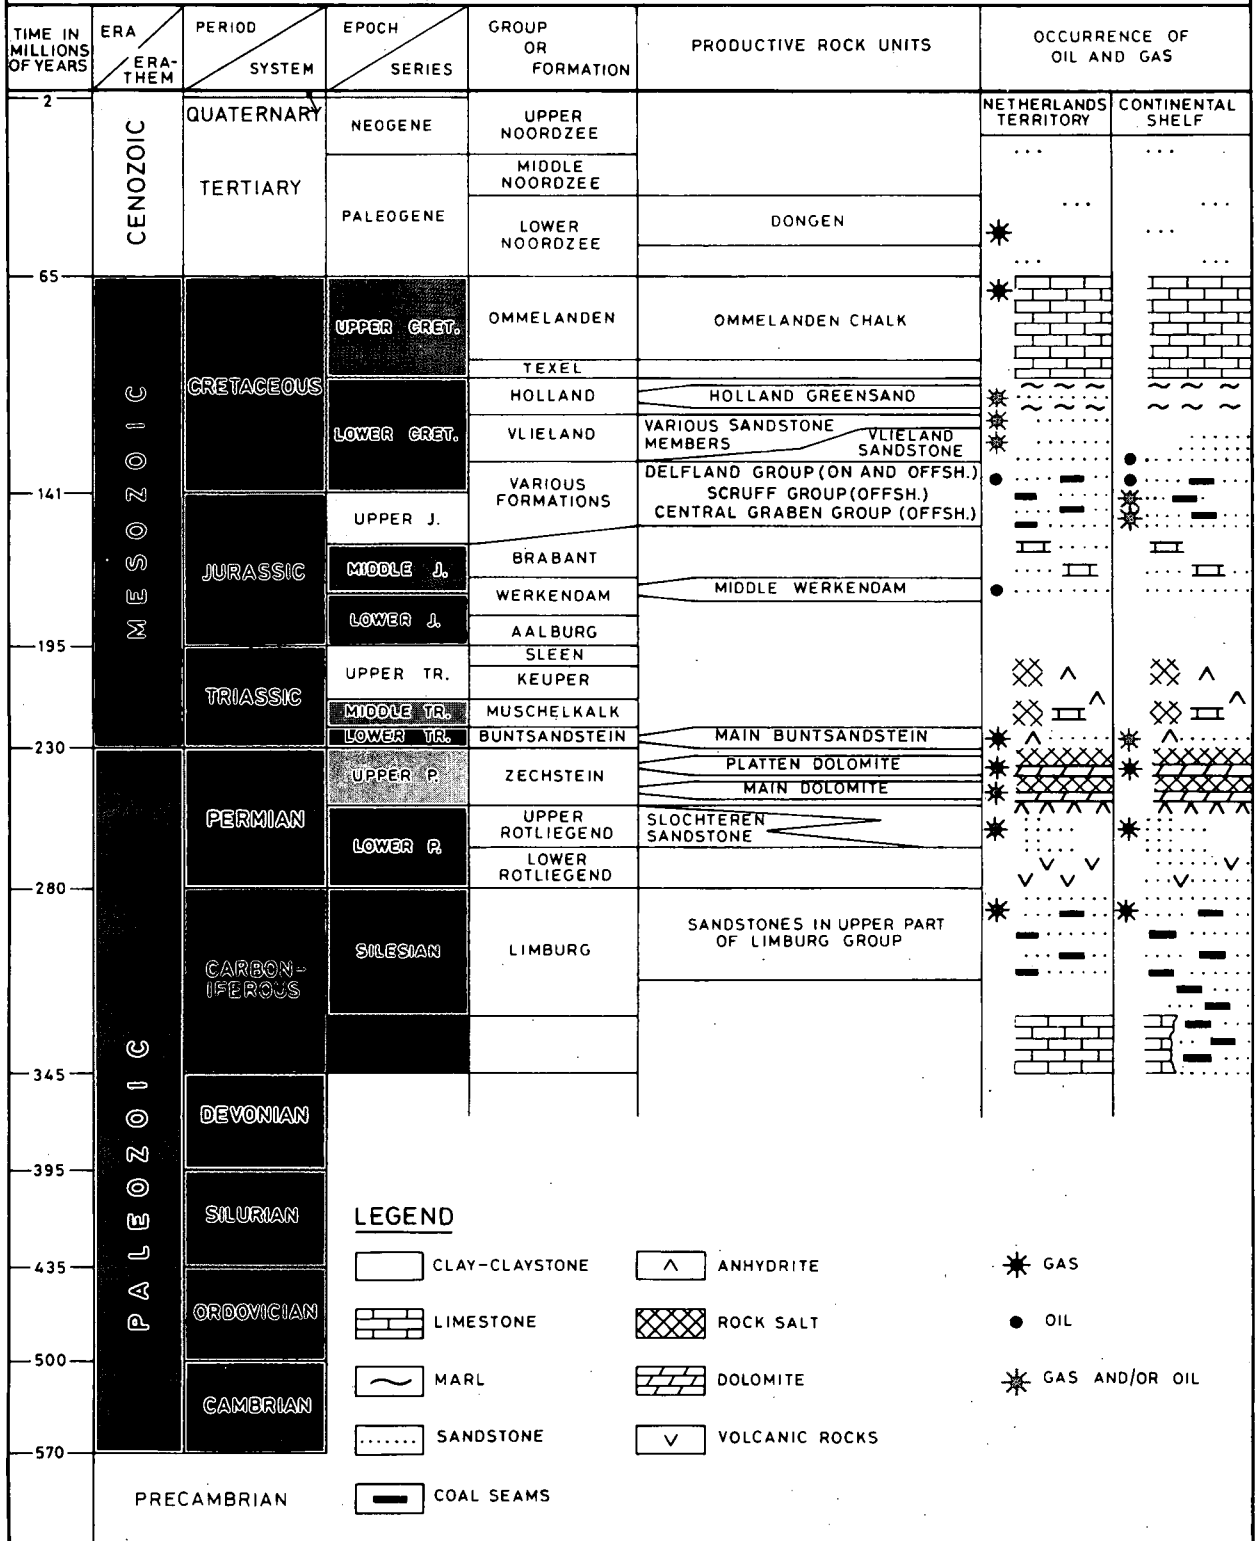 TIME IN
MILLIONS
OF YEARS
ERA
ERA-
THEM
PERIOD
SYSTEM
EPOCH
SERIES
GROUP
OR
FORMATION
PRODUCTIVE ROCK UNITS
OCCURRENCE OF
OIL AND GAS
NETHERLANDS
TERRITORY
CONTINENTAL
SHELF
2
65
141
195
230
280
345
395
435
500
570
CENOZOIC
MESOZOIC
PALEOZOIC
PRECAMBRIAN
QUATERNARY
TERTIARY
CRETACEOUS
JURASSIC
TRIASSIC
PERMIAN
CARBON-
IFEROUS
DEVONIAN
SILURIAN
ORDOVICIAN
CAMBRIAN
NEOGENE
PALEOGENE
UPPER CRET.
LOWER CRET.
UPPER J.
MIDDLE J.
LOWER J.
UPPER TR.
MIDDLE TR.
LOWER TR.
UPPER P.
LOWER P.
SILESIAN
UPPER
NOORDZEE
MIDDLE
NOORDZEE
LOWER
NOORDZEE
OMMELANDEN
TEXEL
HOLLAND
VLIELAND
VARIOUS
FORMATIONS
BRABANT
WERKENDAM
AALBURG
SLEEN
KEUPER
MUSCHELKALK
BUNTSANDSTEIN
ZECHSTEIN
UPPER
ROTLIEGEND
LOWER
ROTLIEGEND
LIMBURG
DONGEN
OMMELANDEN CHALK
HOLLAND GREENSAND
VARIOUS SANDSTONE
MEMBERS
VLIELAND
SANDSTONE
DELFLAND GROUP (ON AND OFFSH.)
SCRUFF GROUP (OFFSH.)
CENTRAL GRABEN GROUP (OFFSH.)
MIDDLE WERKENDAM
MAIN BUNTSANDSTEIN
PLATTEN DOLOMITE
MAIN DOLOMITE
SLOCHTEREN
SANDSTONE
SANDSTONES IN UPPER PART
OF LIMBURG GROUP
LEGEND
CLAY-CLAYSTONE
LIMESTONE
MARL
SANDSTONE
COAL SEAMS
ANHYDRITE
ROCK SALT
DOLOMITE
VOLCANIC ROCKS
GAS
OIL
GAS AND/OR OIL